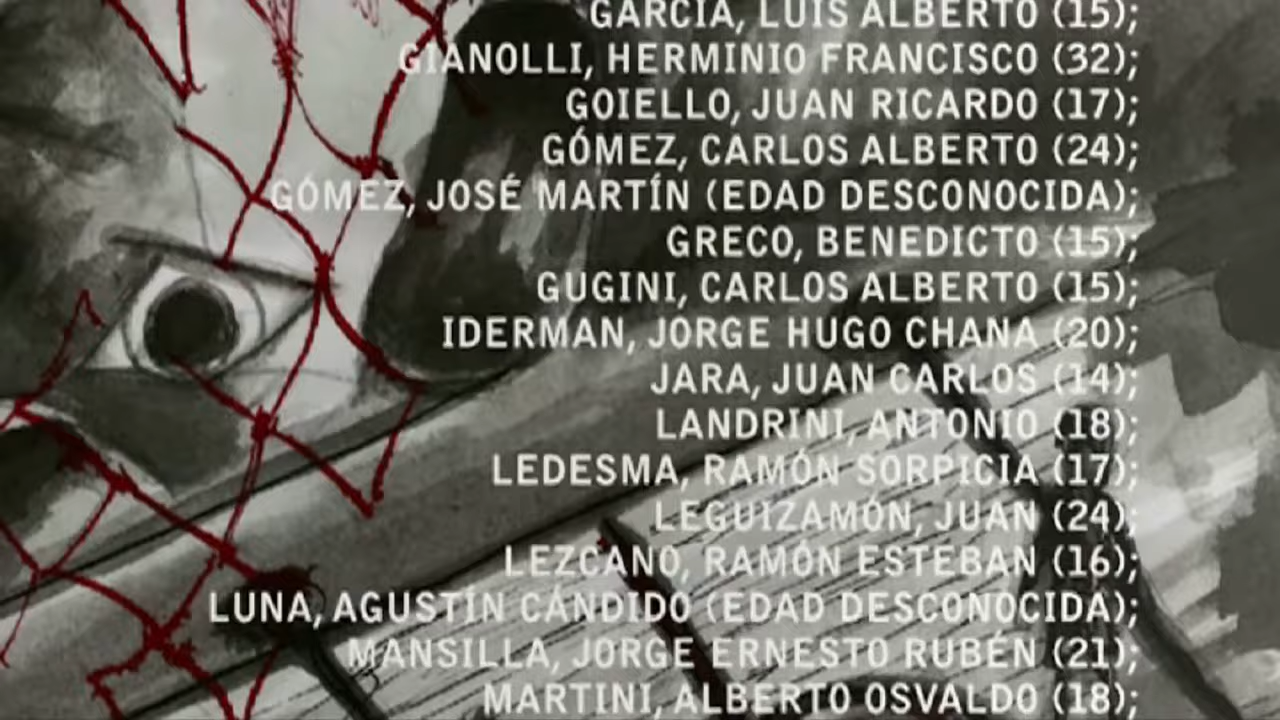 GARCÍA, LUIS ALBERTO (15);
GIANOLLI, HERMINIO FRANCISCO (32);
GOIELLO, JUAN RICARDO (17);
GÓMEZ, CARLOS ALBERTO (24);
GÓMEZ, JOSÉ MARTÍN (EDAD DESCONOCIDA);
GRECO, BENEDICTO (15);
GUGINI, CARLOS ALBERTO (15);
IDERMAN, JORGE HUGO CHANA (20);
JARA, JUAN CARLOS (14);
LANDRINI, ANTONIO (18);
LEDESMA, RAMÓN SORPICIA (17);
LEGUIZAMÓN, JUAN (24);
LEZCANO, RAMÓN ESTEBAN (16);
LUNA, AGUSTÍN CÁNDIDO (EDAD DESCONOCIDA);
MANSILLA, JORGE ERNESTO RUBÉN (21);
MARTINI, ALBERTO OSVALDO (18);